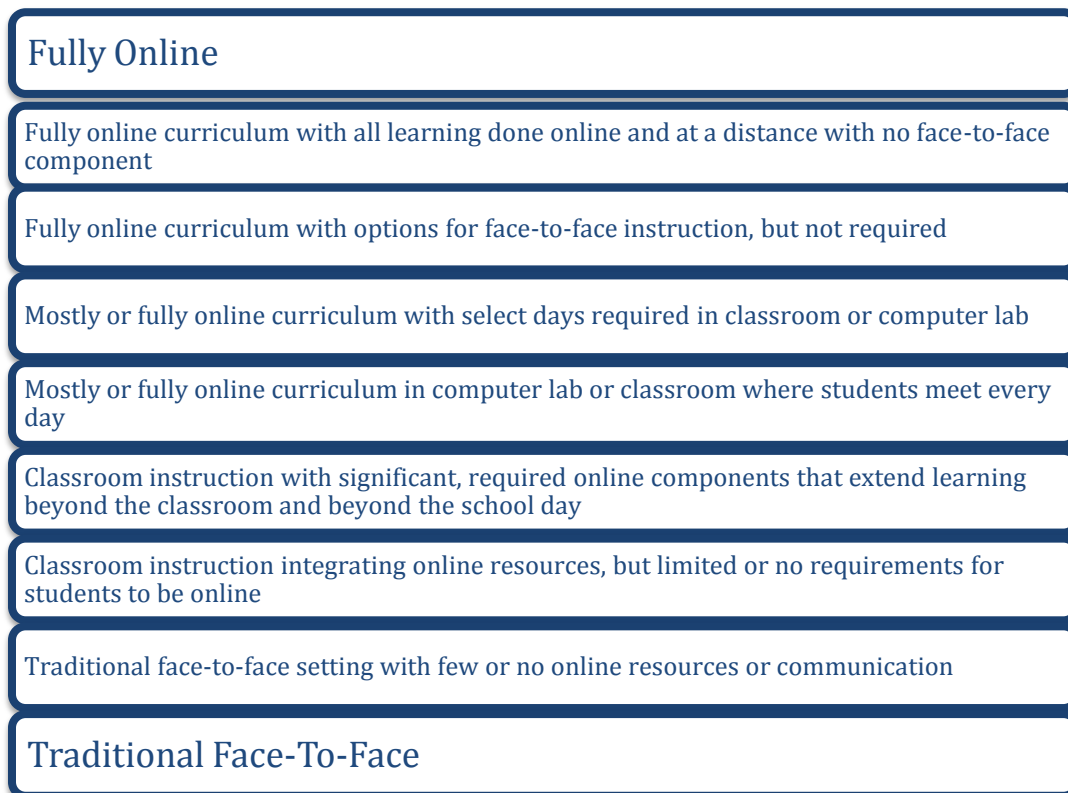 Fully Online
Fully online curriculum with all learning done online and at a distance with no face-to-face
component
Fully online curriculum with options for face-to-face instruction, but not required
Mostly or fully online curriculum with select days required in classroom or computer lab
Mostly or fully online curriculum in computer lab or classroom where students meet every
day
Classroom instruction with significant, required online components that extend learning
beyond the classroom and beyond the school day
Classroom instruction integrating online resources, but limited or no requirements for
students to be online
Traditional face-to-face setting with few or no online resources or communication
Traditional Face-To-Face